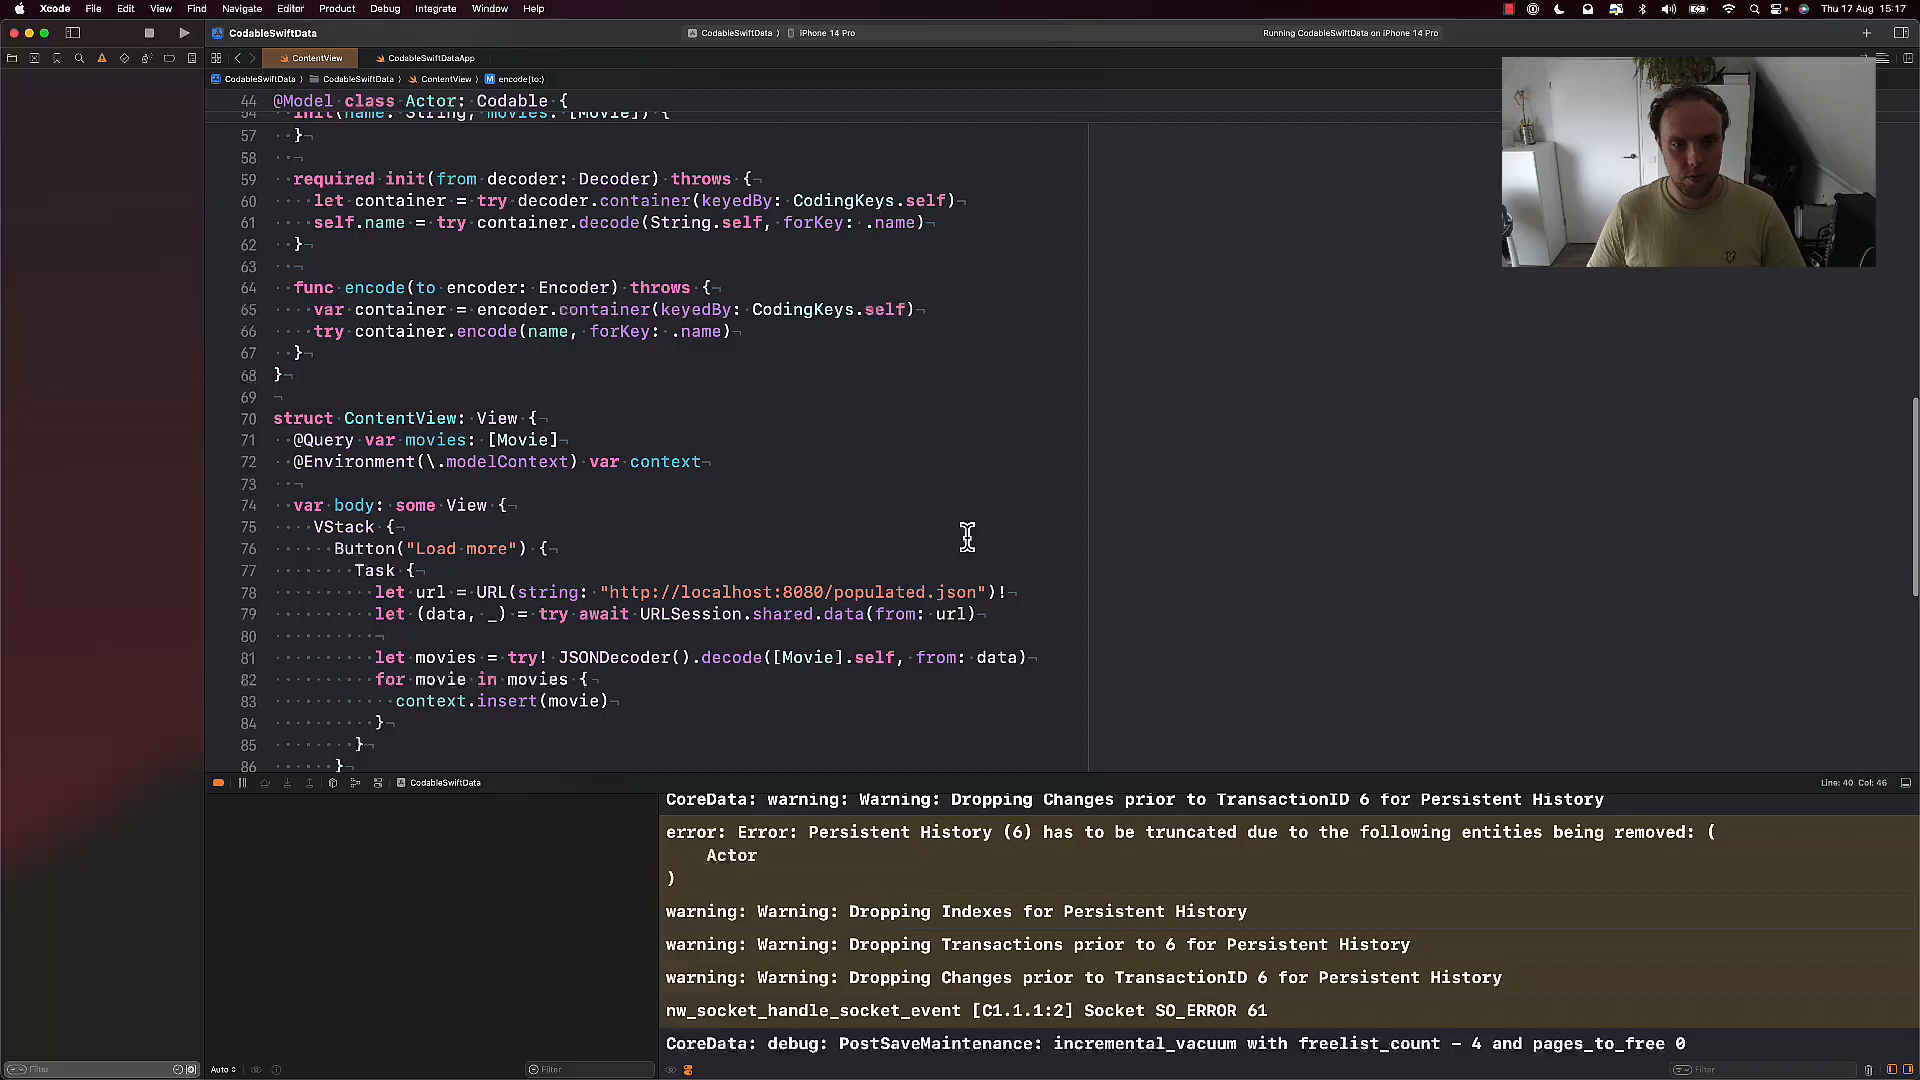 Xcode File Edit View Find Navigate Editor Product Debug Integrate Window Help
Thu 17 Aug 15:17
CodableSwiftData
CodableSwiftData 〉 iPhone 14 Pro
Running CodableSwiftData on iPhone 14 Pro
ContentView
CodableSwiftDataApp
CodableSwiftData 〉 CodableSwiftData 〉 ContentView 〉 encode(to:)
44 @Model class Actor: Codable {
54 init(name: String, movies: [Movie]) {
57 }
58
59 required init(from decoder: Decoder) throws {
60 let container = try decoder.container(keyedBy: CodingKeys.self)
61 self.name = try container.decode(String.self, forKey: .name)
62 }
63
64 func encode(to encoder: Encoder) throws {
65 var container = encoder.container(keyedBy: CodingKeys.self)
66 try container.encode(name, forKey: .name)
67 }
68 }
69
70 struct ContentView: View {
71 @Query var movies: [Movie]
72 @Environment(\.modelContext) var context
73
74 var body: some View {
75 VStack {
76 Button("Load more") {
77 Task {
78 let url = URL(string: "http://localhost:8080/populated.json")!
79 let (data, _) = try await URLSession.shared.data(from: url)
80
81 let movies = try! JSONDecoder().decode([Movie].self, from: data)
82 for movie in movies {
83 context.insert(movie)
84 }
85 }
86 }
CodableSwiftData
Line: 40 Col: 46
CoreData: warning: Warning: Dropping Changes prior to TransactionID 6 for Persistent History
error: Error: Persistent History (6) has to be truncated due to the following entities being removed: (
Actor
)
warning: Warning: Dropping Indexes for Persistent History
warning: Warning: Dropping Transactions prior to 6 for Persistent History
warning: Warning: Dropping Changes prior to TransactionID 6 for Persistent History
nw_socket_handle_socket_event [C1.1.1:2] Socket SO_ERROR 61
CoreData: debug: PostSaveMaintenance: incremental_vacuum with freelist_count - 4 and pages_to_free 0
Filter
Auto
Filter
Filter